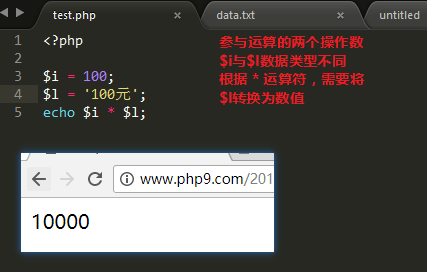 test.php
data.txt
untitled
1 <?php
2
3 $i = 100;
4 $l = '100元';
5 echo $i * $l;
参与运算的两个操作数
$i与$l数据类型不同
根据 * 运算符，需要将
$l转换为数值
www.php9.com/201
10000